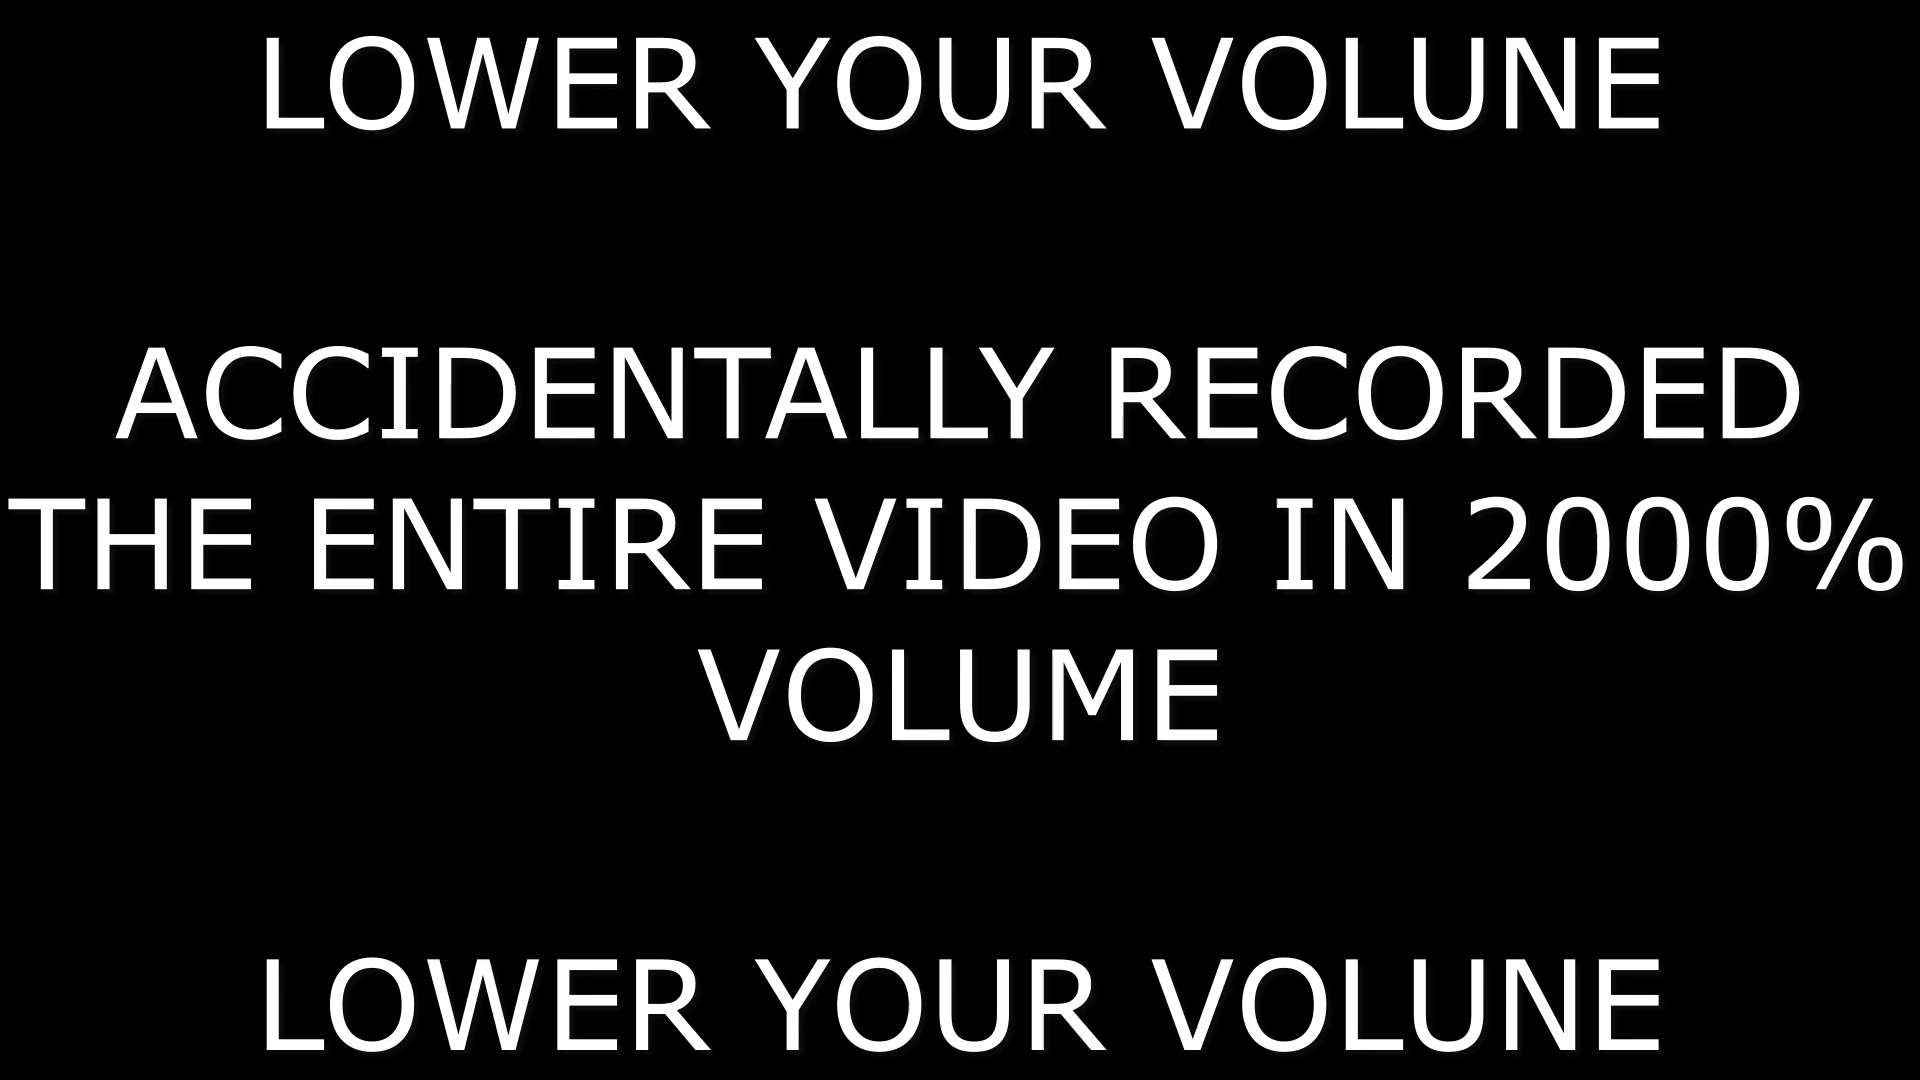 LOWER YOUR VOLUNE
ACCIDENTALLY RECORDED
THE ENTIRE VIDEO IN 2000%
VOLUME
LOWER YOUR VOLUNE